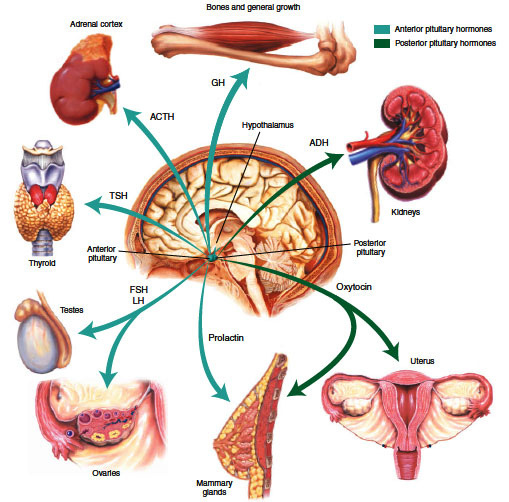 Bones and general growth
Adrenal cortex
Anterior pituitary hormones
Posterior pituitary hormones
GH
ACTH
Hypothalamus
ADH
TSH
Kidneys
Thyroid
Anterior
pituitary
Posterior
pituitary
FSH
LH
Oxytocin
Testes
Prolactin
Uterus
Ovaries
Mammary
glands